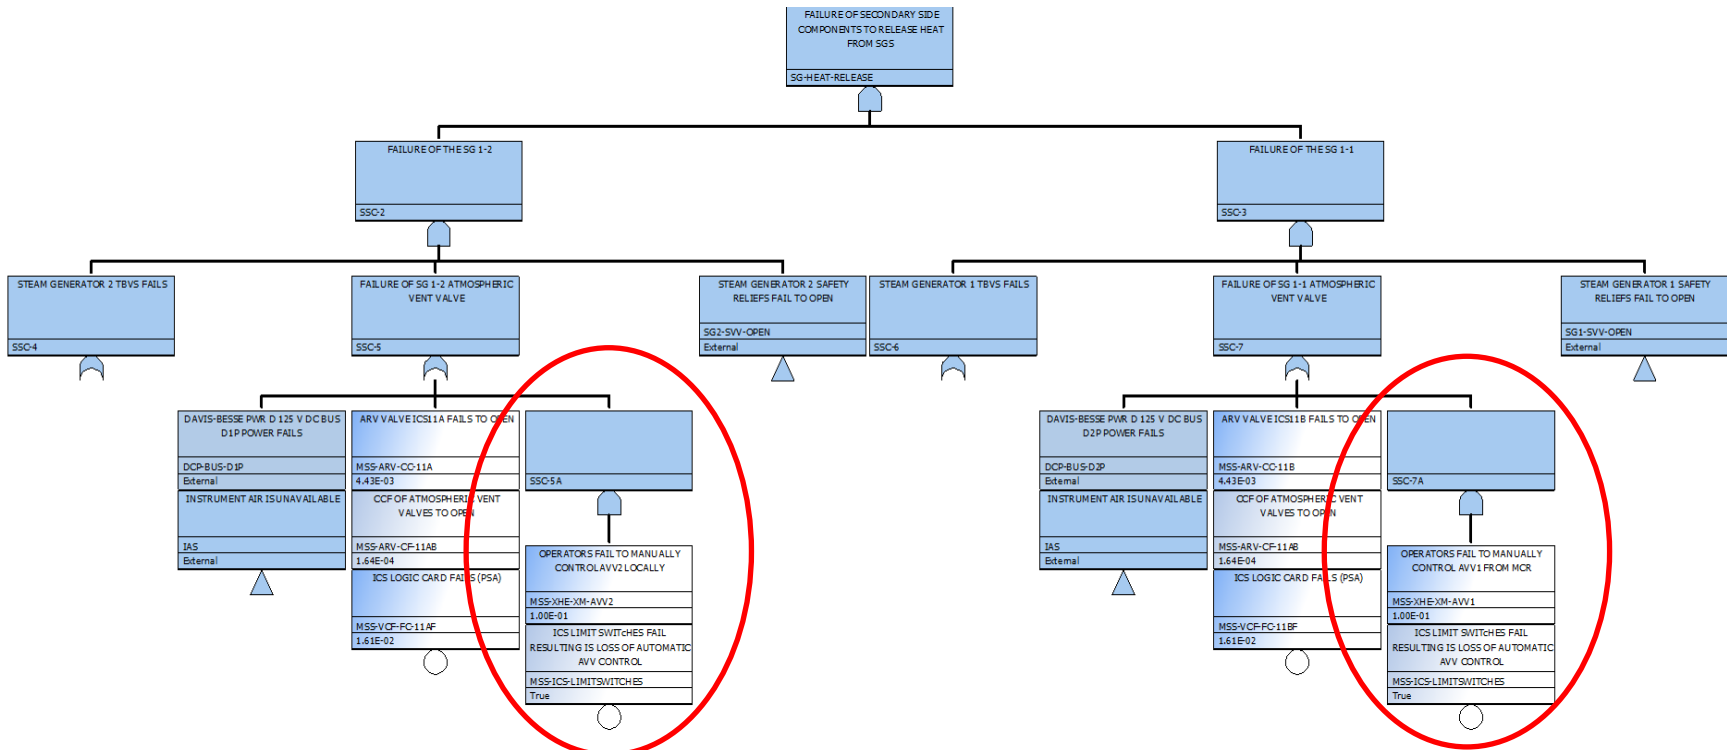 FAILURE OF SECONDARY SIDE
COMPONENTS TO RELEASE HEAT
FROM SGS
SG-HEAT-RELEASE
FAILURE OF THE SG 1-2
SSC-2
FAILURE OF THE SG 1-1
SSC-3
STEAM GENERATOR 2 TBVS FAILS
SSC-4
FAILURE OF SG 1-2 ATMOSPHERIC
VENT VALVE
SSC-5
STEAM GENERATOR 2 SAFETY
RELIEFS FAIL TO OPEN
SG2-SVV-OPEN
External
STEAM GENERATOR 1 TBVS FAILS
SSC-6
FAILURE OF SG 1-1 ATMOSPHERIC
VENT VALVE
SSC-7
STEAM GENERATOR 1 SAFETY
RELIEFS FAIL TO OPEN
SG1-SVV-OPEN
External
DAVIS-BESSE PWR D 125 V DC BUS
D1P POWER FAILS
DCP-BUS-D1P
External
INSTRUMENT AIR IS UNAVAILABLE
IAS
External
ARV VALVE ICS11A FAILS TO OPEN
MSS-ARV-CC-11A
4.43E-03
CCF OF ATMOSPHERIC VENT
VALVES TO OPEN
MSS-ARV-CF-11AB
1.64E-04
ICS LOGIC CARD FAILS (PSA)
MSS-VCF-FC-11AF
1.61E-02
SSC-5A
OPERATORS FAIL TO MANUALLY
CONTROL AVV2 LOCALLY
MSS-XHE-XM-AVV2
1.00E-01
ICS LIMIT SWITcHES FAIL
RESULTING IS LOSS OF AUTOMATIC
AVV CONTROL
MSS-ICS-LIMITSWITCHES
True
DAVIS-BESSE PWR D 125 V DC BUS
D2P POWER FAILS
DCP-BUS-D2P
External
INSTRUMENT AIR IS UNAVAILABLE
IAS
External
ARV VALVE ICS11B FAILS TO OPEN
MSS-ARV-CC-11B
4.43E-03
CCF OF ATMOSPHERIC VENT
VALVES TO OPEN
MSS-ARV-CF-11AB
1.64E-04
ICS LOGIC CARD FAILS (PSA)
MSS-VCF-FC-11BF
1.61E-02
SSC-7A
OPERATORS FAIL TO MANUALLY
CONTROL AVV1 FROM MCR
MSS-XHE-XM-AVV1
1.00E-01
ICS LIMIT SWITcHES FAIL
RESULTING IS LOSS OF AUTOMATIC
AVV CONTROL
MSS-ICS-LIMITSWITCHES
True